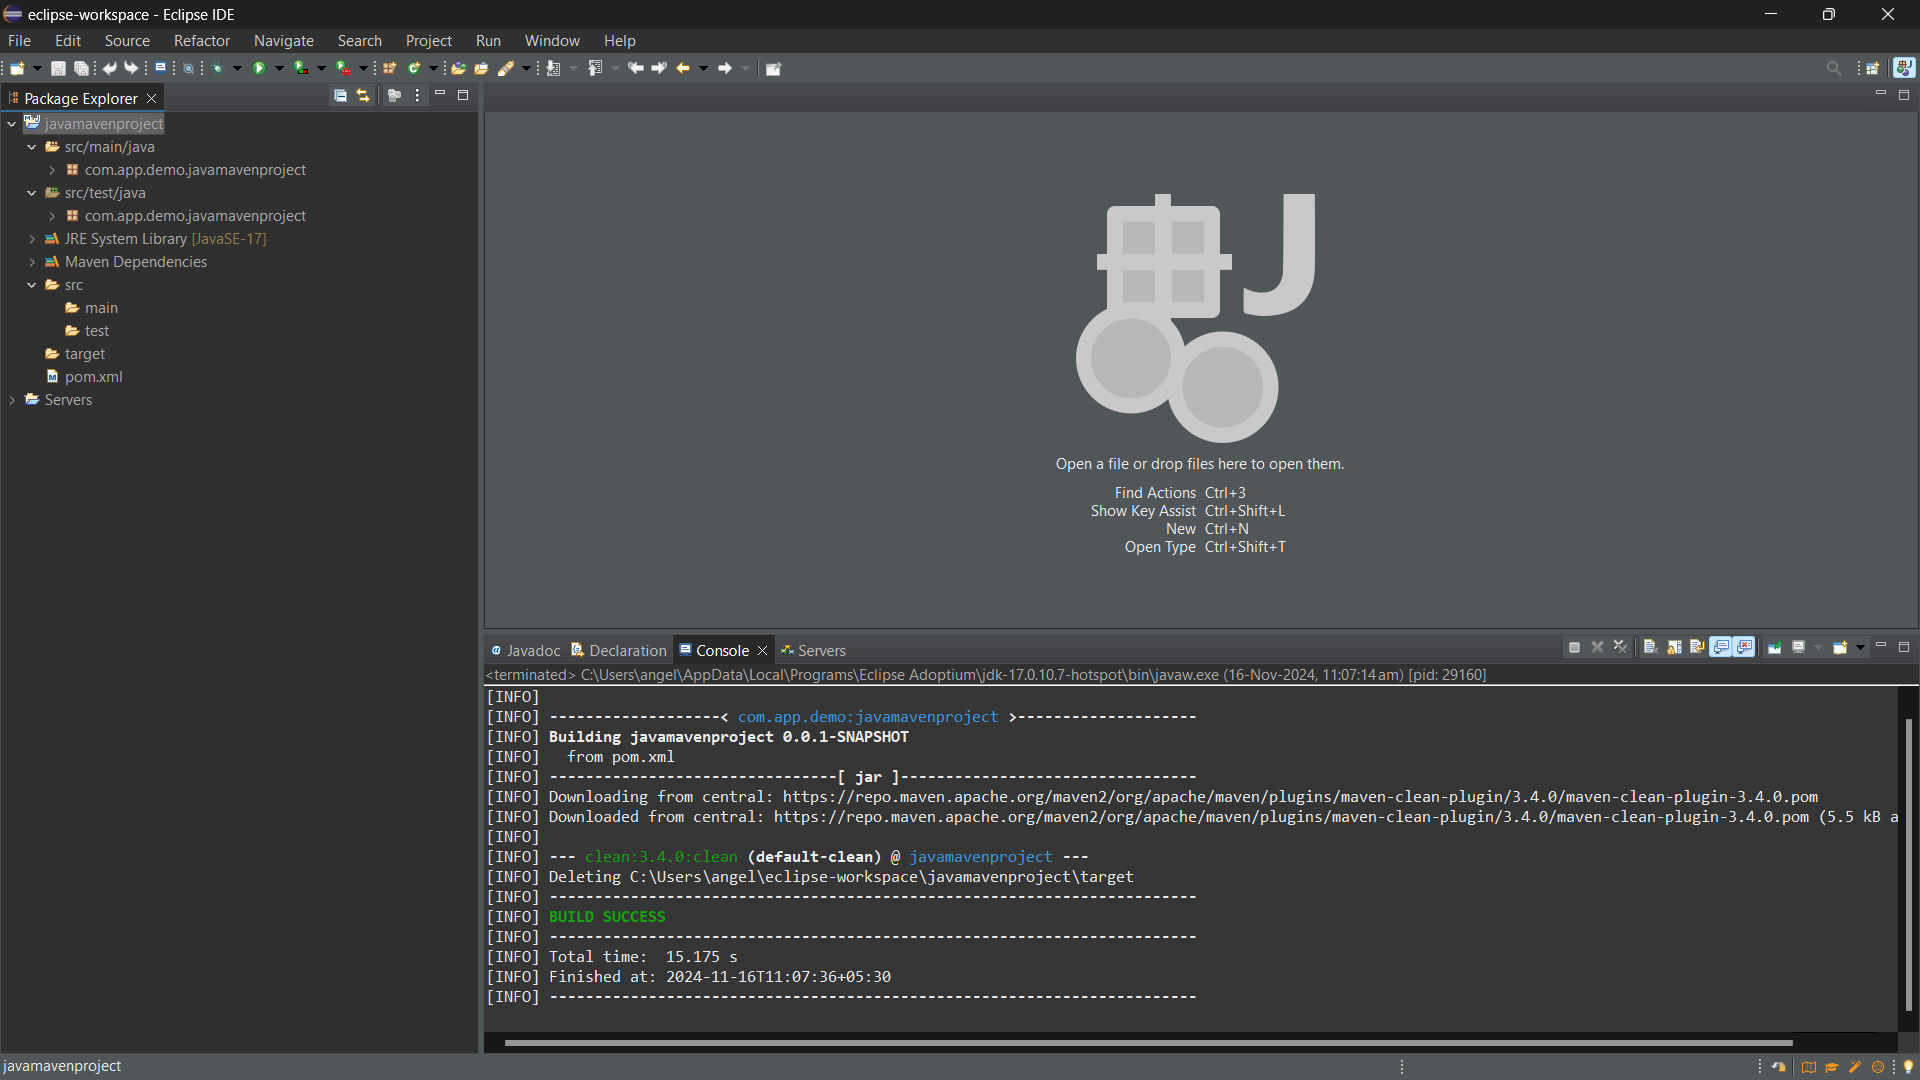 eclipse-workspace - Eclipse IDE
File Edit Source Refactor Navigate Search Project Run Window Help
Package Explorer
javamavenproject
src/main/java
com.app.demo.javamavenproject
src/test/java
com.app.demo.javamavenproject
JRE System Library [JavaSE-17]
Maven Dependencies
src
main
test
target
pom.xml
Servers
J
Open a file or drop files here to open them.
Find Actions Ctrl+3
Show Key Assist Ctrl+Shift+L
New Ctrl+N
Open Type Ctrl+Shift+T
Javadoc Declaration Console Servers
<terminated> C:\Users\angel\AppData\Local\Programs\Eclipse Adoptium\jdk-17.0.10.7-hotspot\bin\javaw.exe (16-Nov-2024, 11:07:14 am) [pid: 29160]
[INFO]
[INFO] -------------------< com.app.demo:javamavenproject >--------------------
[INFO] Building javamavenproject 0.0.1-SNAPSHOT
[INFO]   from pom.xml
[INFO] --------------------------------[ jar ]---------------------------------
[INFO] Downloading from central: https://repo.maven.apache.org/maven2/org/apache/maven/plugins/maven-clean-plugin/3.4.0/maven-clean-plugin-3.4.0.pom
[INFO] Downloaded from central: https://repo.maven.apache.org/maven2/org/apache/maven/plugins/maven-clean-plugin/3.4.0/maven-clean-plugin-3.4.0.pom (5.5 kB a
[INFO]
[INFO] --- clean:3.4.0:clean (default-clean) @ javamavenproject ---
[INFO] Deleting C:\Users\angel\eclipse-workspace\javamavenproject\target
[INFO] ------------------------------------------------------------------------
[INFO] BUILD SUCCESS
[INFO] ------------------------------------------------------------------------
[INFO] Total time:  15.175 s
[INFO] Finished at: 2024-11-16T11:07:36+05:30
[INFO] ------------------------------------------------------------------------
javamavenproject